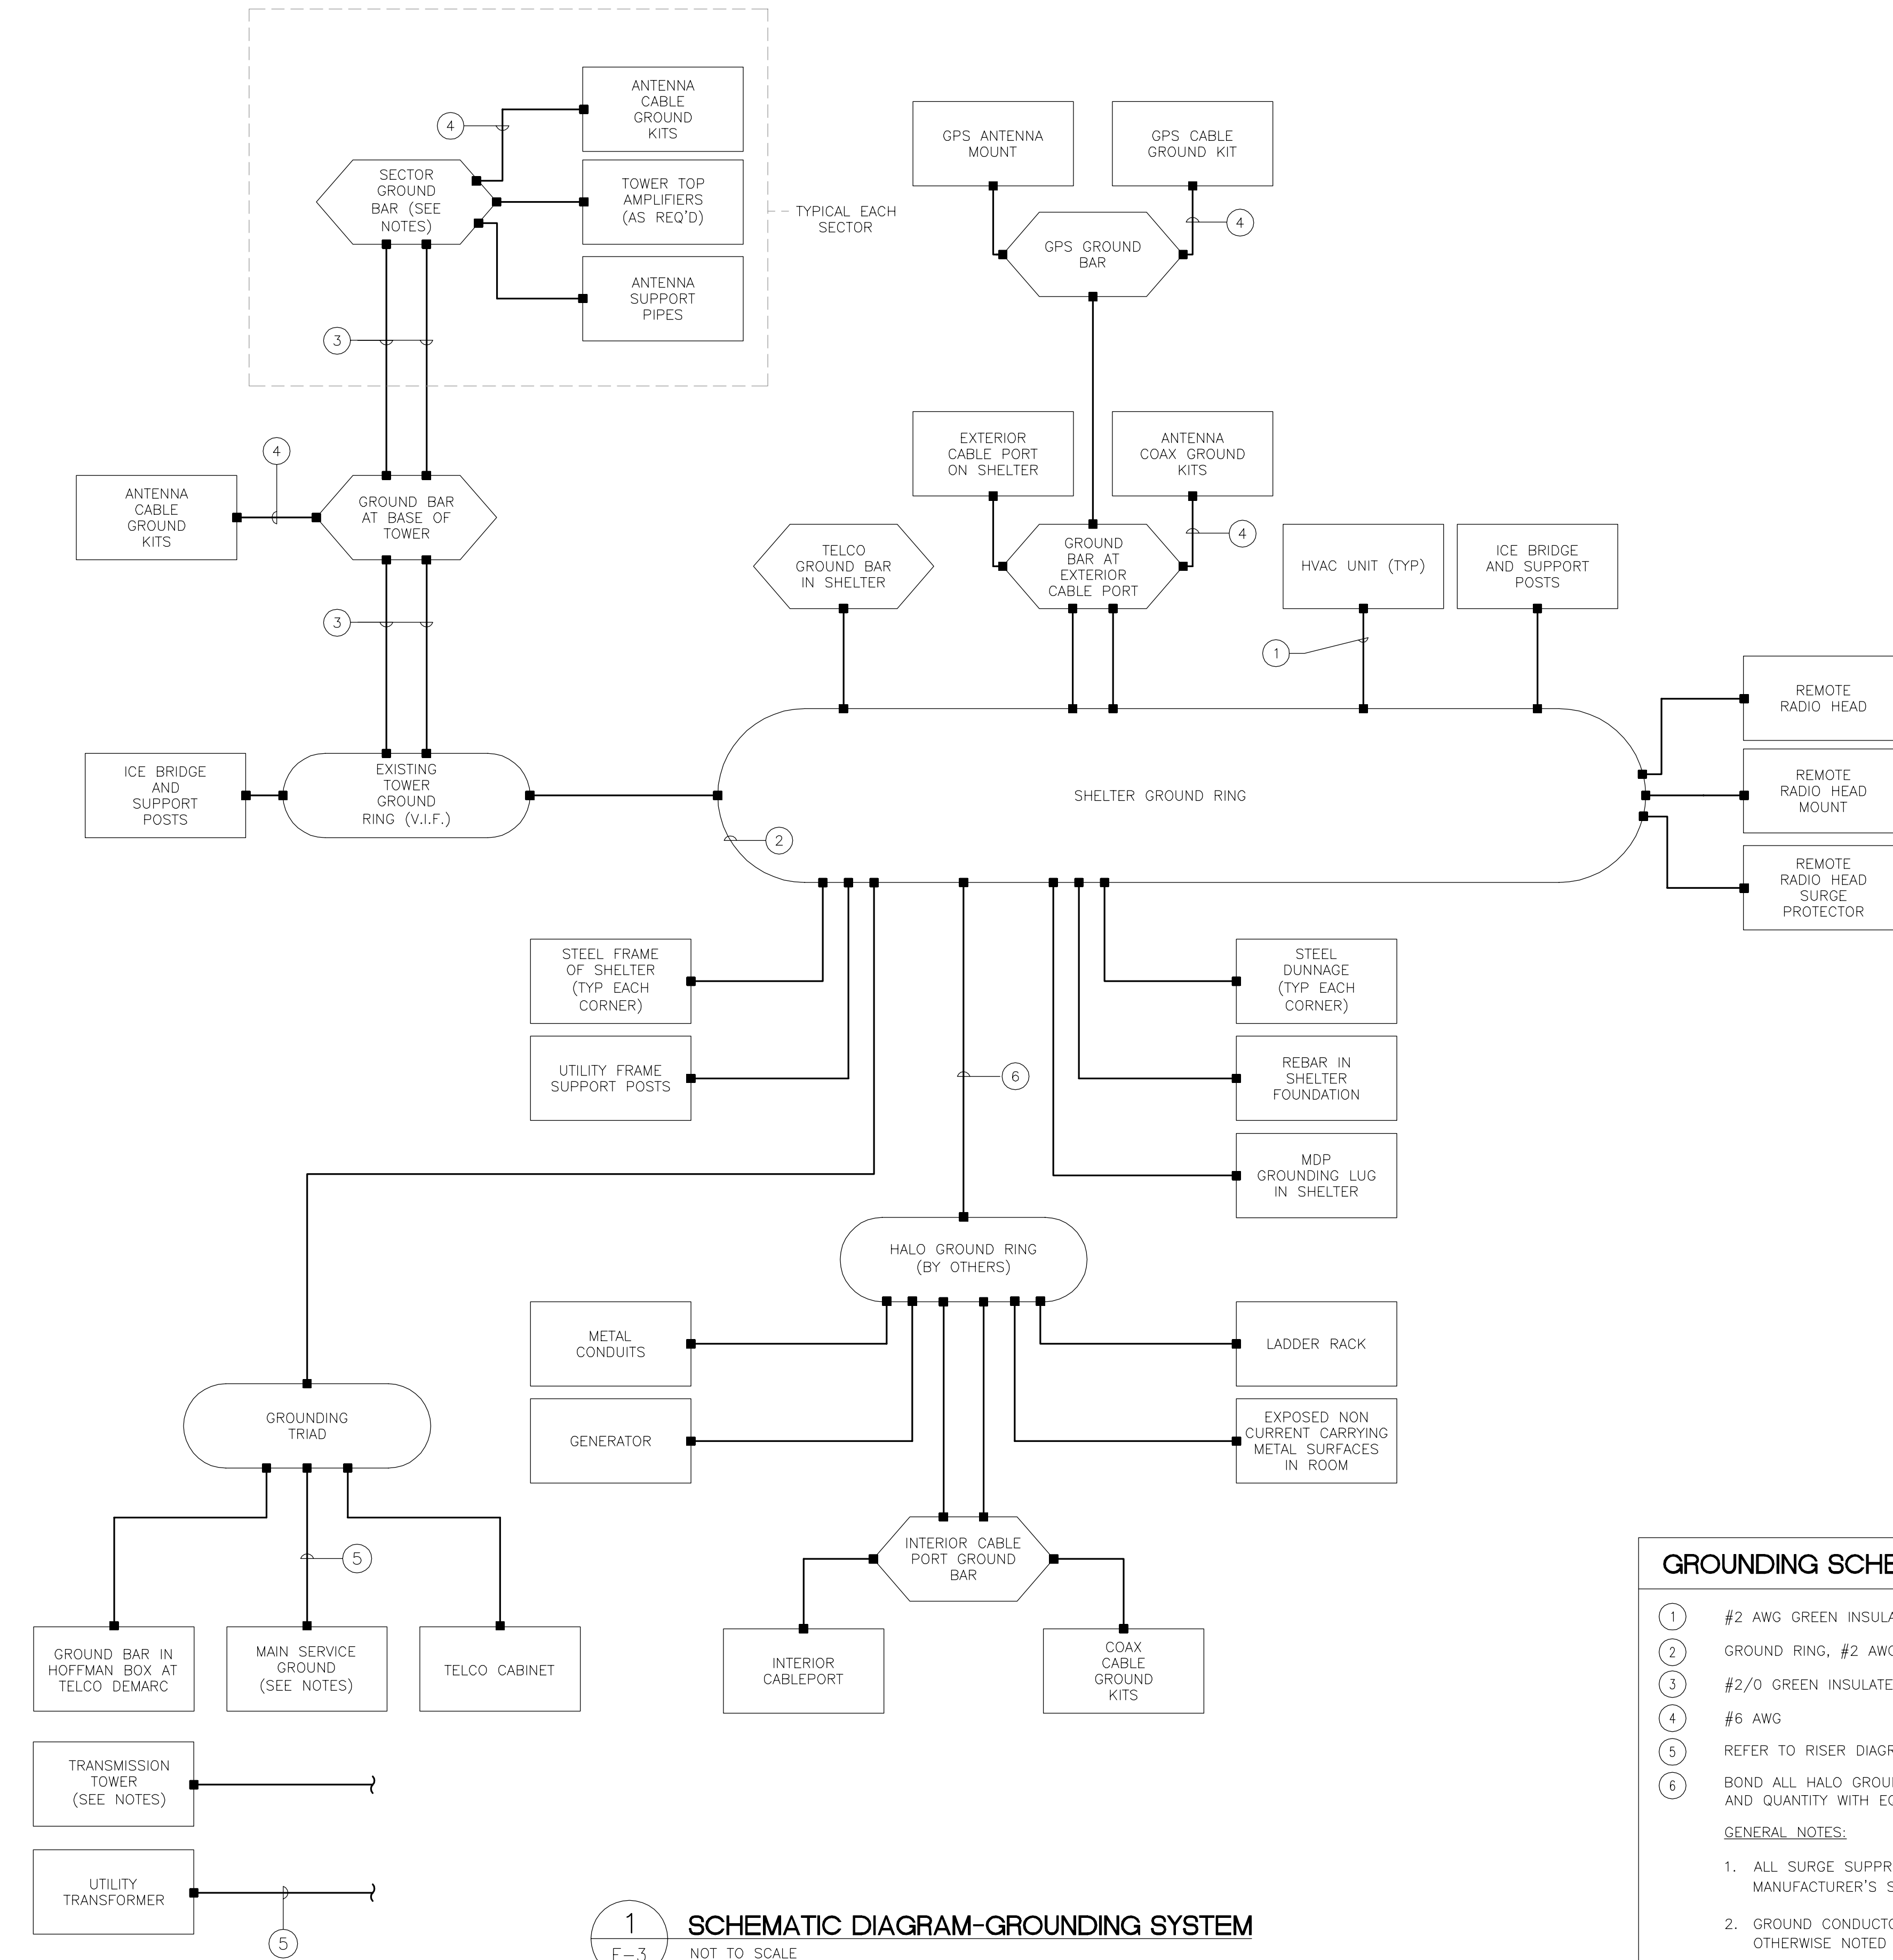 ANTENNA
CABLE
GROUND
KITS
4
SECTOR
GROUND
BAR (SEE
NOTES)
TOWER TOP
AMPLIFIERS
(AS REQ'D)
TYPICAL EACH
SECTOR
ANTENNA
SUPPORT
PIPES
3
GPS ANTENNA
MOUNT
GPS CABLE
GROUND KIT
4
GPS GROUND
BAR
4
ANTENNA
CABLE
GROUND
KITS
GROUND BAR
AT BASE OF
TOWER
3
EXTERIOR
CABLE PORT
ON SHELTER
ANTENNA
COAX GROUND
KITS
4
TELCO
GROUND BAR
IN SHELTER
GROUND
BAR AT
EXTERIOR
CABLE PORT
HVAC UNIT (TYP)
ICE BRIDGE
AND SUPPORT
POSTS
1
REMOTE
RADIO HEAD
REMOTE
RADIO HEAD
MOUNT
REMOTE
RADIO HEAD
SURGE
PROTECTOR
ICE BRIDGE
AND
SUPPORT
POSTS
EXISTING
TOWER
GROUND
RING (V.I.F.)
SHELTER GROUND RING
2
STEEL FRAME
OF SHELTER
(TYP EACH
CORNER)
STEEL
DUNNAGE
(TYP EACH
CORNER)
UTILITY FRAME
SUPPORT POSTS
6
REBAR IN
SHELTER
FOUNDATION
MDP
GROUNDING LUG
IN SHELTER
HALO GROUND RING
(BY OTHERS)
METAL
CONDUITS
LADDER RACK
GENERATOR
EXPOSED NON
CURRENT CARRYING
METAL SURFACES
IN ROOM
GROUNDING
TRIAD
5
INTERIOR CABLE
PORT GROUND
BAR
GROUND BAR IN
HOFFMAN BOX AT
TELCO DEMARC
MAIN SERVICE
GROUND
(SEE NOTES)
TELCO CABINET
INTERIOR
CABLEPORT
COAX
CABLE
GROUND
KITS
TRANSMISSION
TOWER
(SEE NOTES)
UTILITY
TRANSFORMER
5
1
E-3
SCHEMATIC DIAGRAM-GROUNDING SYSTEM
NOT TO SCALE
GROUNDING SCHE
1 #2 AWG GREEN INSULA
2 GROUND RING, #2 AWG
3 #2/0 GREEN INSULATE
4 #6 AWG
5 REFER TO RISER DIAGR
6 BOND ALL HALO GROU
AND QUANTITY WITH EQ
GENERAL NOTES:
1. ALL SURGE SUPPR
MANUFACTURER'S S
2. GROUND CONDUCTO
OTHERWISE NOTED